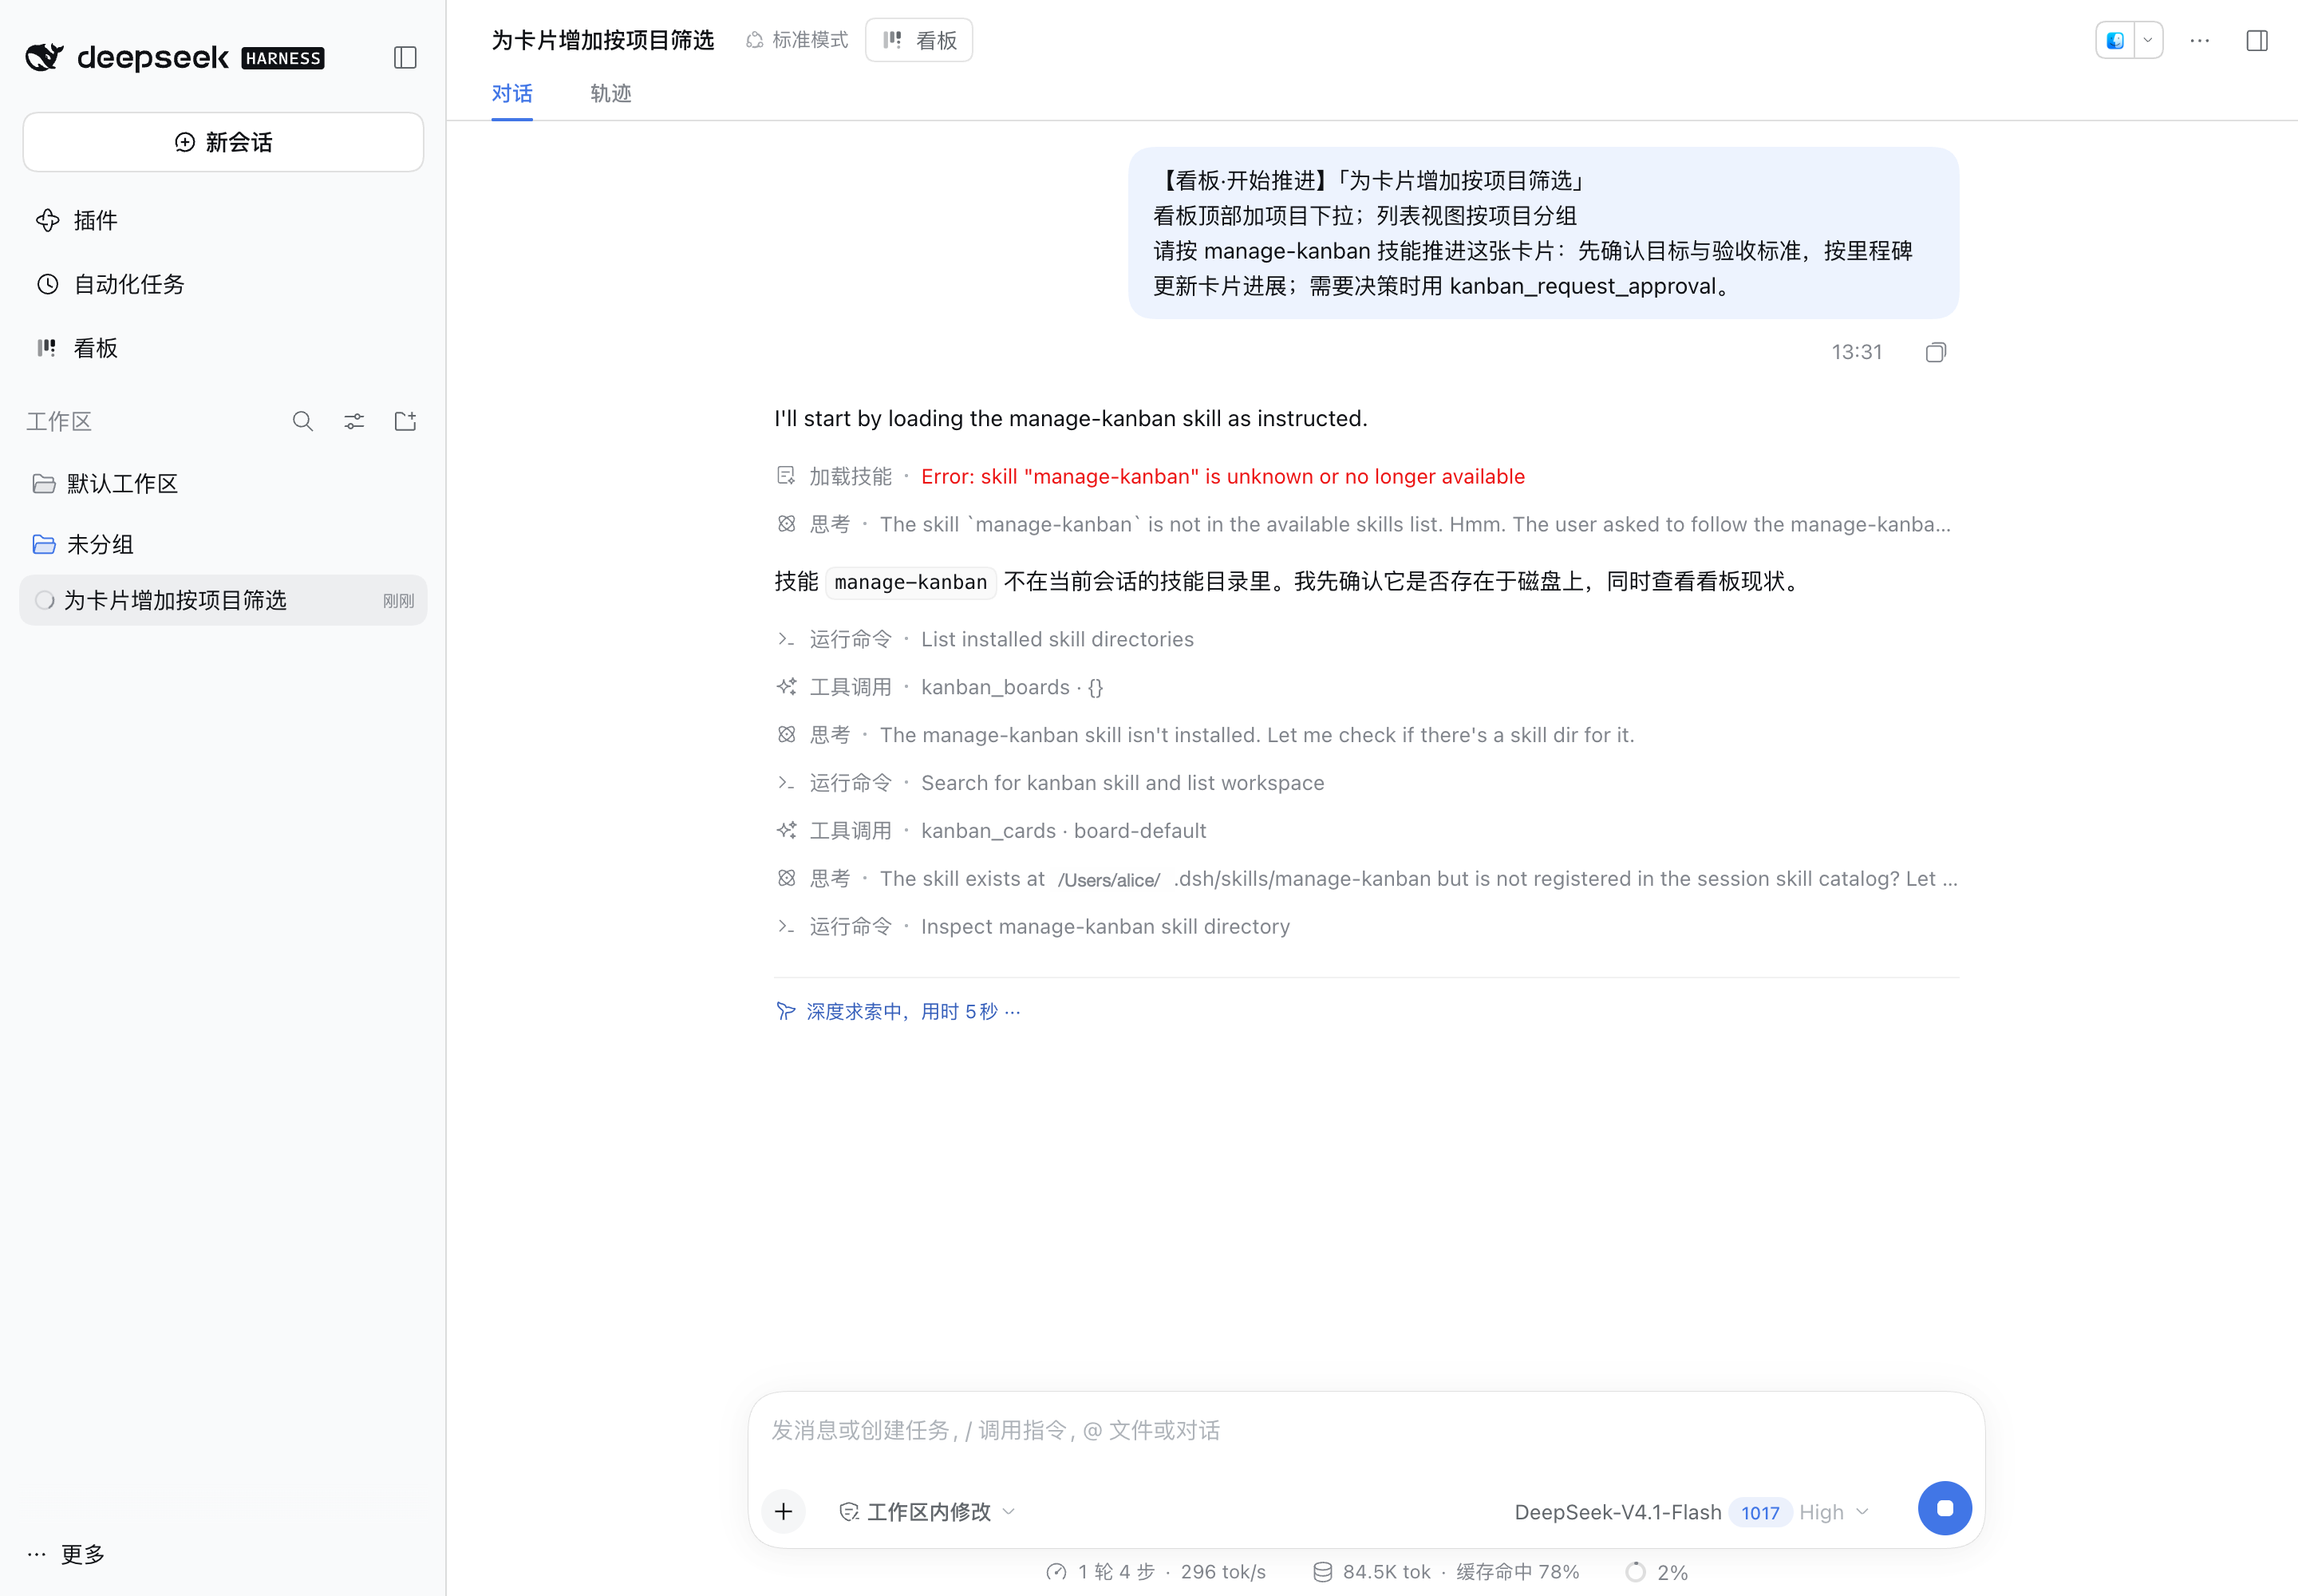 deepseek HARNESS
新会话
插件
自动化任务
看板
工作区
默认工作区
未分组
为卡片增加按项目筛选 刚刚
更多
为卡片增加按项目筛选 标准模式 看板
对话 轨迹
【看板·开始推进】「为卡片增加按项目筛选」
看板顶部加项目下拉；列表视图按项目分组
请按 manage-kanban 技能推进这张卡片：先确认目标与验收标准，按里程碑
更新卡片进展；需要决策时用 kanban_request_approval。
13:31
I'll start by loading the manage-kanban skill as instructed.
加载技能 · Error: skill "manage-kanban" is unknown or no longer available
思考 · The skill `manage-kanban` is not in the available skills list. Hmm. The user asked to follow the manage-kanba...
技能 manage-kanban 不在当前会话的技能目录里。我先确认它是否存在于磁盘上，同时查看看板现状。
运行命令 · List installed skill directories
工具调用 · kanban_boards · {}
思考 · The manage-kanban skill isn't installed. Let me check if there's a skill dir for it.
运行命令 · Search for kanban skill and list workspace
工具调用 · kanban_cards · board-default
思考 · The skill exists at /Users/alice/ .dsh/skills/manage-kanban but is not registered in the session skill catalog? Let ...
运行命令 · Inspect manage-kanban skill directory
深度求索中，用时 5 秒 ···
发消息或创建任务, / 调用指令, @ 文件或对话
工作区内修改 DeepSeek-V4.1-Flash 1017 High
1 轮 4 步 · 296 tok/s 84.5K tok · 缓存命中 78% 2%